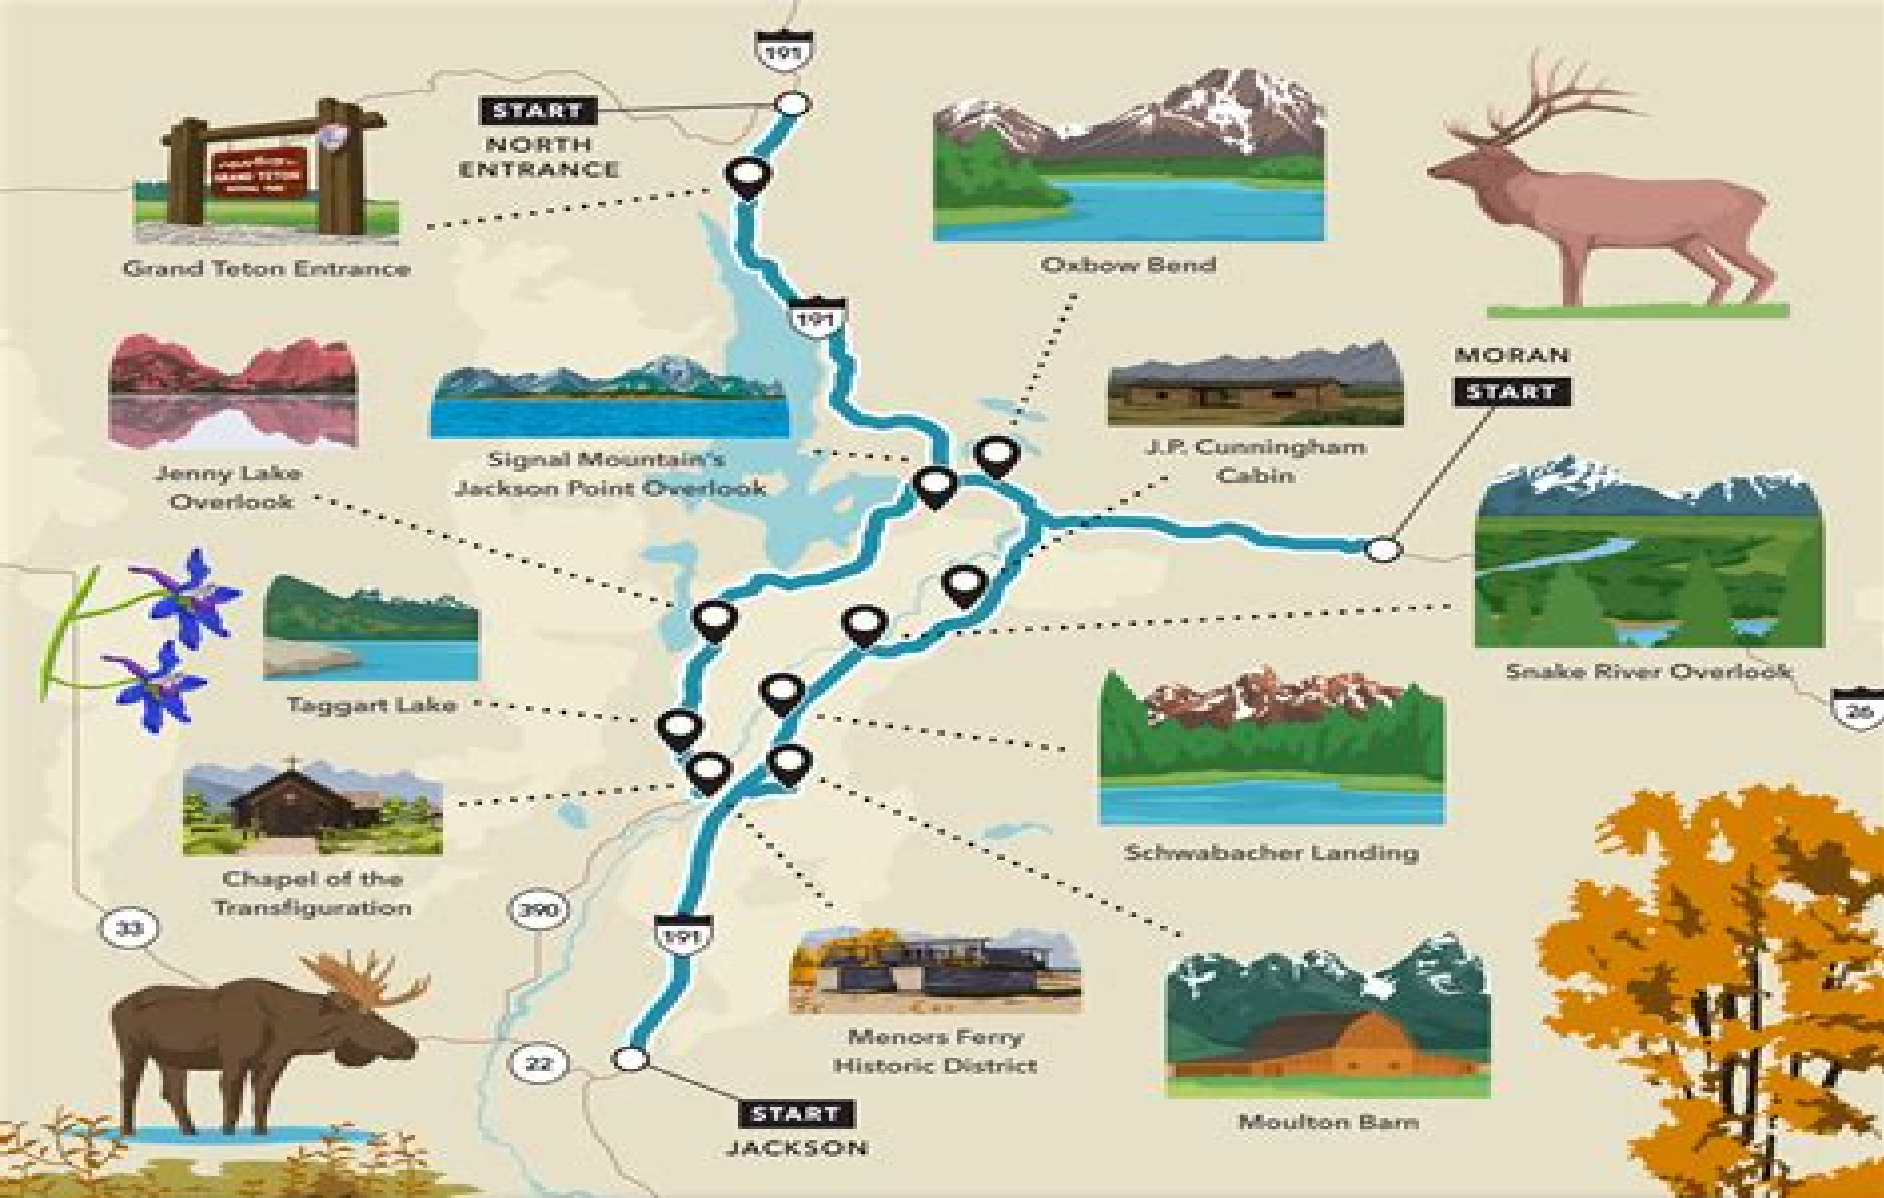 191
START
NORTH
ENTRANCE
GRAND TETON
Grand Teton Entrance
Oxbow Bend
191
MORAN
START
J.P. Cunningham
Cabin
Signal Mountain's
Jackson Point Overlook
Jenny Lake
Overlook
Snake River Overlook
26
Taggart Lake
Schwabacher Landing
Chapel of the
Transfiguration
33
390
191
Menors Ferry
Historic District
22
START
JACKSON
Moulton Barn